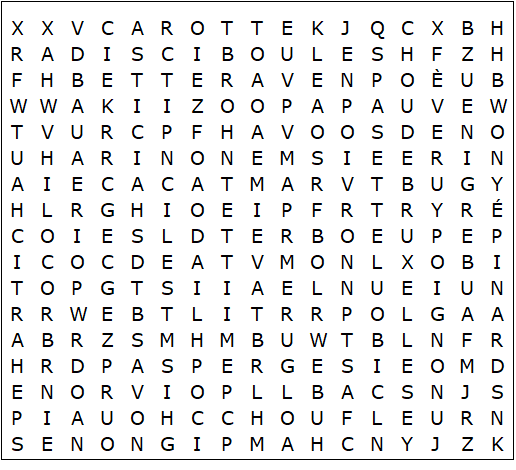 X X V C A R O T T E K J Q C X B H
R A D I S C I B O U L E S H F Z H
F H B E T T E R A V E N P O È U B
W W A K I I Z O O P A P A U V E W
T V U R C P F H A V O O S D E N O
U H A R I N O N E M S I E E R I N
A I E C A C A T M A R V T B U G Y
H L R G H I O E I P F R T R Y R É
C O I E S L D T E R B O E U P E P
I C O C D E A T V M O N L X O B I
T O P G T S I I A E L N U E I U N
R R W E B T L I T R R P O L G A A
A B R Z S M H M B U W T B L N F R
H R D P A S P E R G E S I E O M D
E N O R V I O P L L B A C S N J S
P I A U O H C C H O U F L E U R N
S E N O N G I P M A H C N Y J Z K